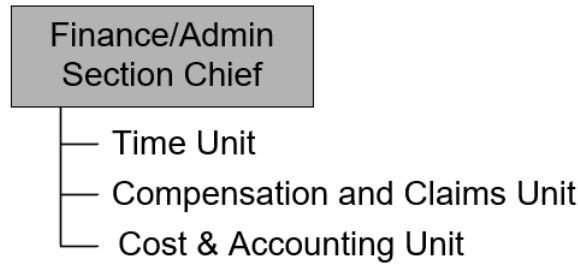 Finance/Admin
Section Chief
Time Unit
Compensation and Claims Unit
Cost & Accounting Unit